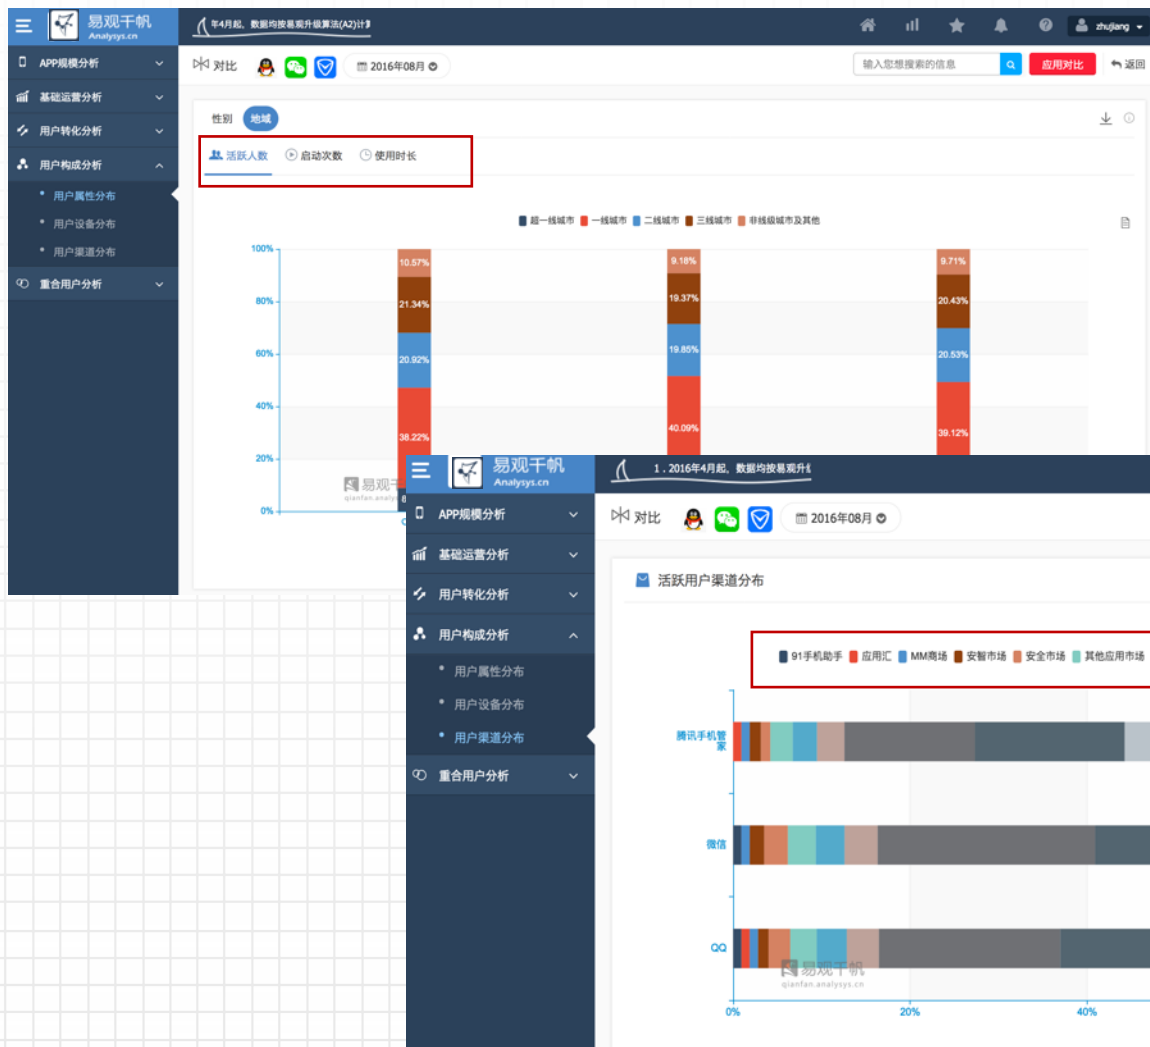 易观千帆
Analysys.cn
年4月起，数据均按易观升级算法(A2)计算
zhujiang
APP规模分析
基础运营分析
用户转化分析
用户构成分析
用户属性分布
用户设备分布
用户渠道分布
重合用户分析
对比
2016年08月
输入您想搜索的信息
应用对比
返回
性别
地域
活跃人数
启动次数
使用时长
超一线城市 一线城市 二线城市 三线城市 非线级城市及其他
100%
80%
60%
40%
20%
0%
10.57%
21.34%
20.92%
38.22%
9.18%
19.37%
19.85%
40.09%
9.71%
20.43%
20.53%
39.12%
易观千
qianfan.analy
易观千帆
Analysys.cn
1．2016年4月起，数据均按易观升
APP规模分析
基础运营分析
用户转化分析
用户构成分析
用户属性分布
用户设备分布
用户渠道分布
重合用户分析
对比
2016年08月
活跃用户渠道分布
91手机助手 应用汇 MM商场 安智市场 安全市场 其他应用市场
腾讯手机管
家
微信
QQ
易观千帆
qianfan.analysys.cn
0%
20%
40%